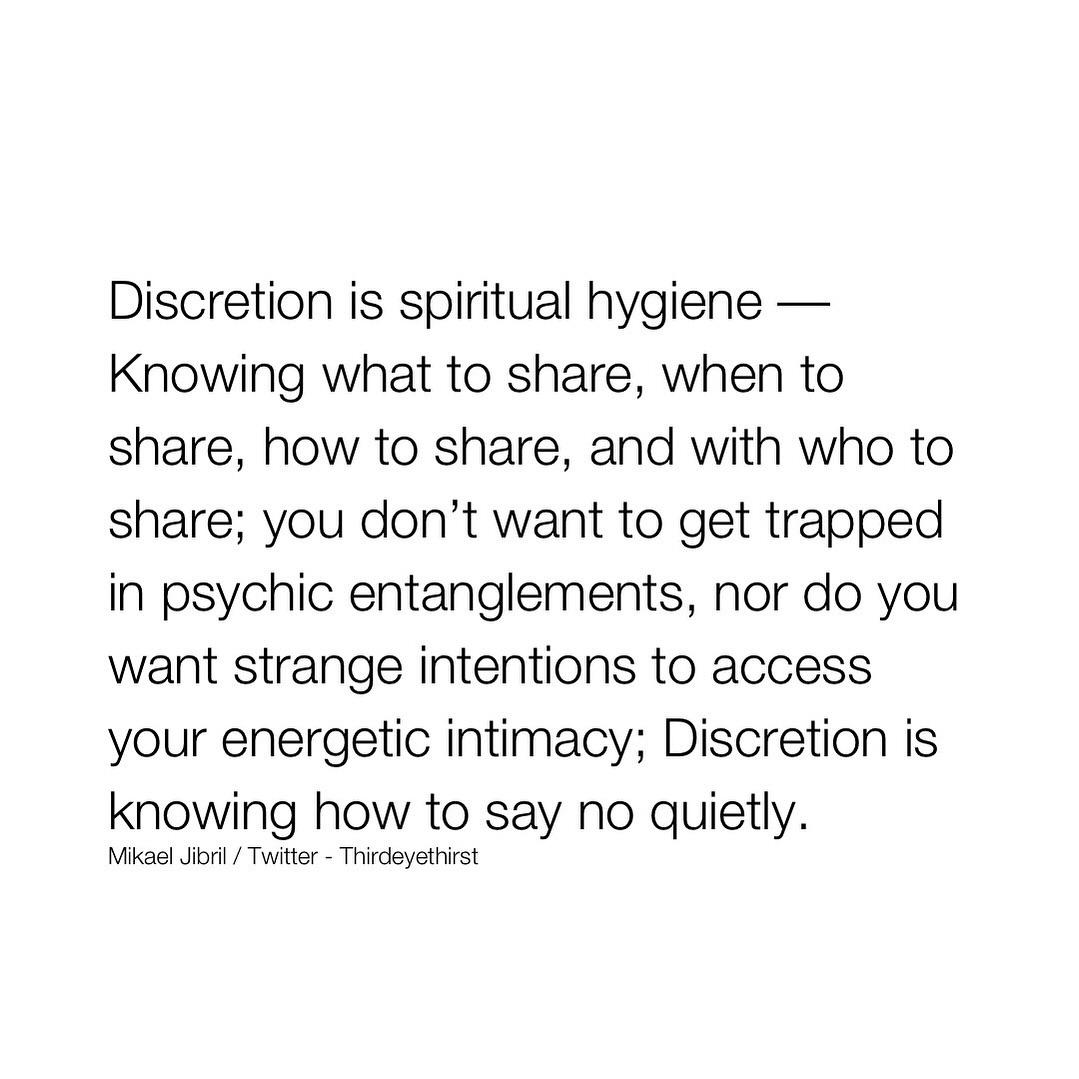 Discretion is spiritual hygiene —
Knowing what to share, when to
share, how to share, and with who to
share; you don’t want to get trapped
in psychic entanglements, nor do you
want strange intentions to access
your energetic intimacy; Discretion is
knowing how to say no quietly.
Mikael Jibril / Twitter - Thirdeyethirst